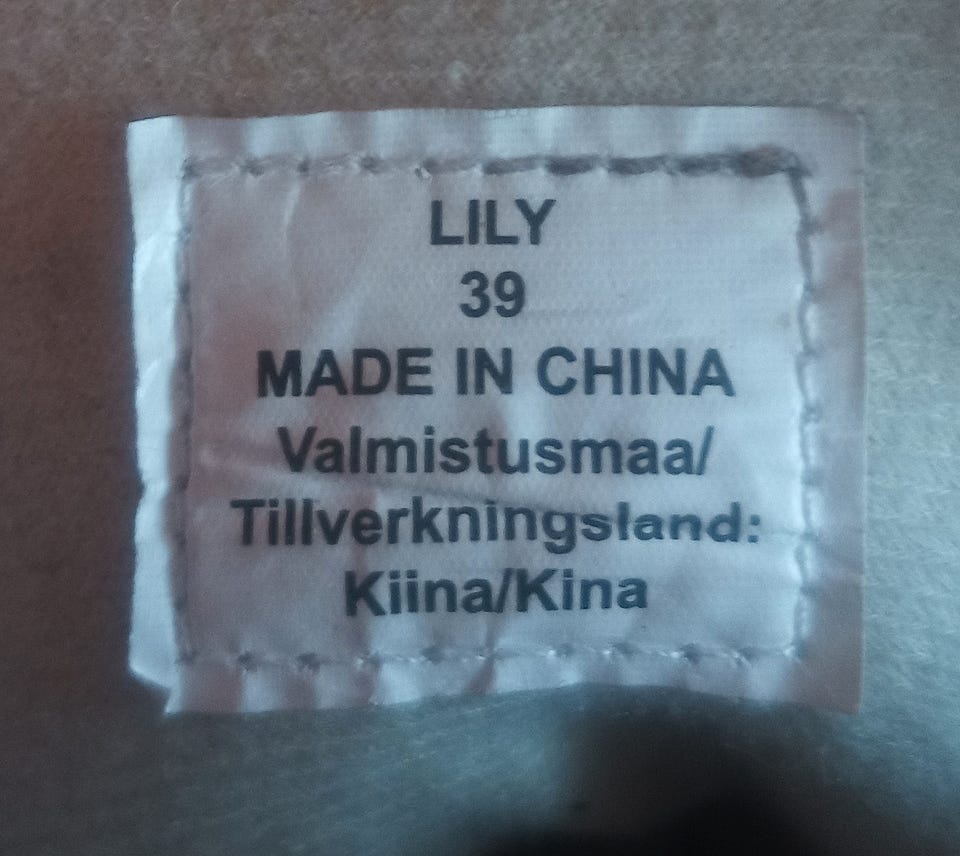 LILY
39
MADE IN CHINA
Valmistusmaa/
Tillverkningsland:
Kiina/Kina